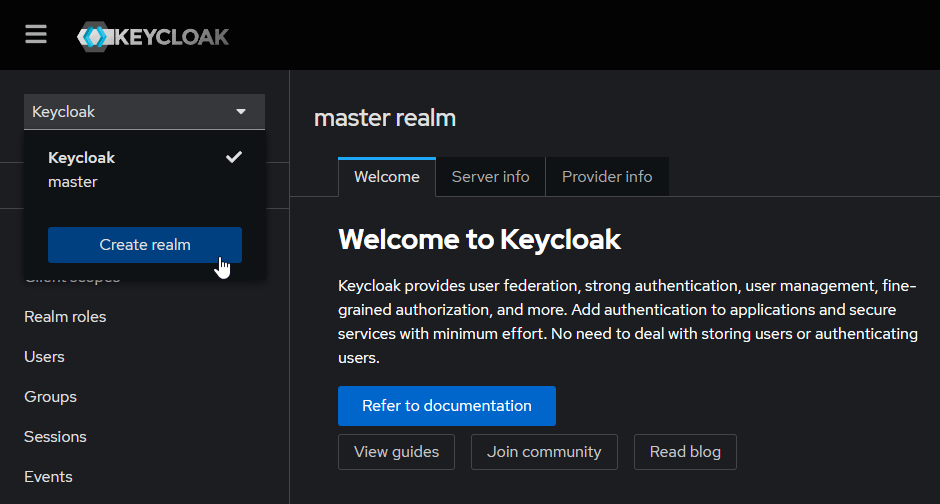 KEYCLOAK
Keycloak
Keycloak
master
Create realm
Client scopes
Realm roles
Users
Groups
Sessions
Events
master realm
Welcome
Server info
Provider info
Welcome to Keycloak
Keycloak provides user federation, strong authentication, user management, fine-
grained authorization, and more. Add authentication to applications and secure
services with minimum effort. No need to deal with storing users or authenticating
users.
Refer to documentation
View guides
Join community
Read blog